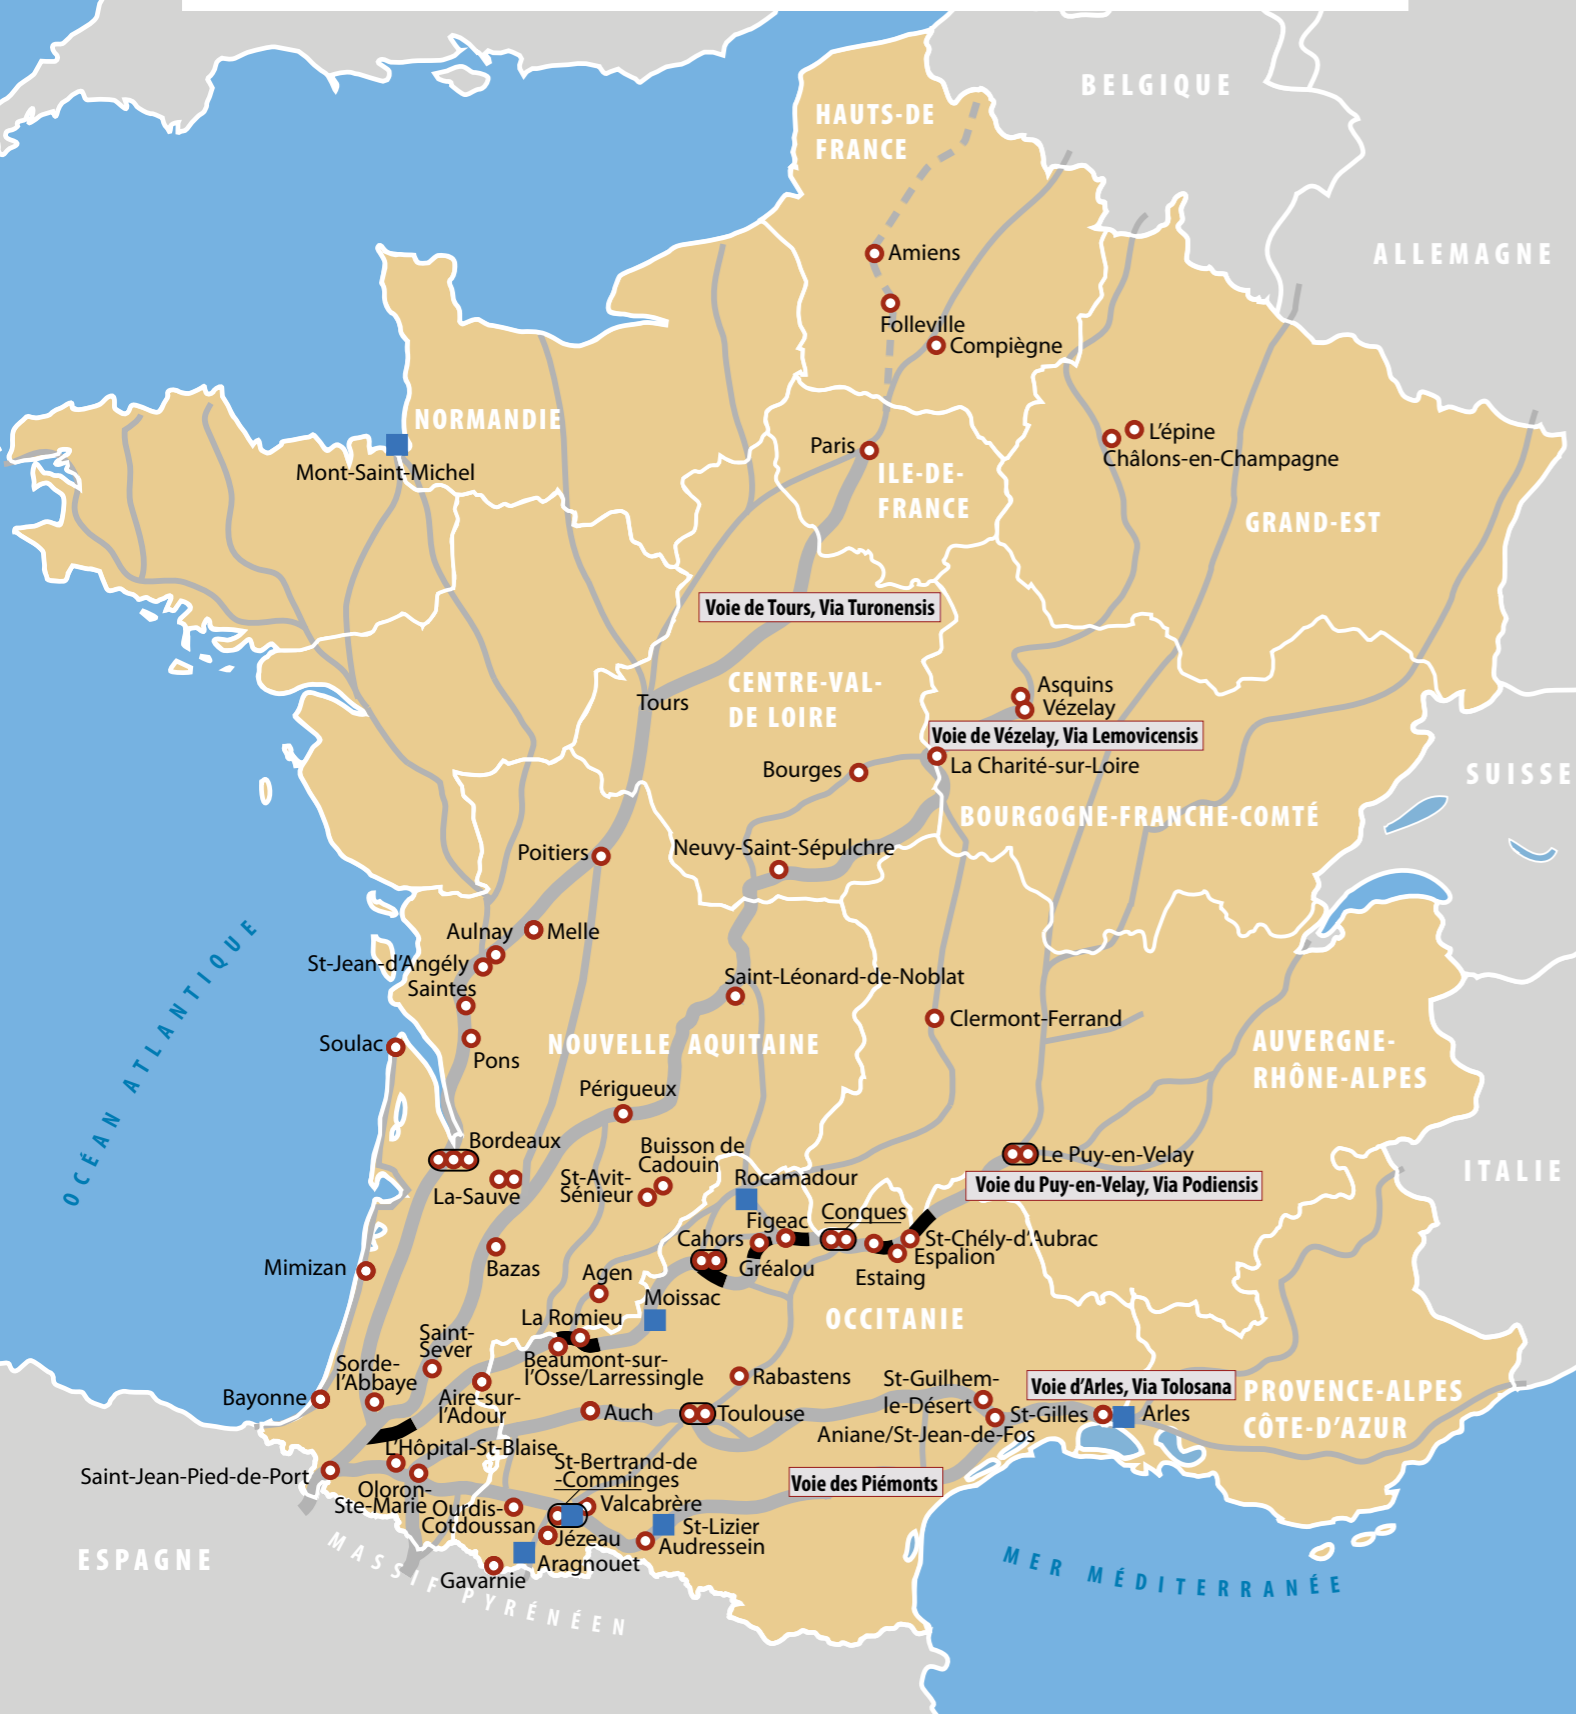 BELGIQUE
HAUTS-DE
FRANCE
ALLEMAGNE
Amiens
Folleville
Compiègne
NORMANDIE
Mont-Saint-Michel
Paris
ILE-DE-
FRANCE
L'épine
Châlons-en-Champagne
GRAND-EST
Voie de Tours, Via Turonensis
Tours
CENTRE-VAL-
DE LOIRE
Asquins
Vézelay
Voie de Vézelay, Via Lemovicensis
Bourges
La Charité-sur-Loire
SUISSE
BOURGOGNE-FRANCHE-COMTÉ
Poitiers
Neuvy-Saint-Sépulchre
Aulnay
Melle
St-Jean-d'Angély
Saintes
Saint-Léonard-de-Noblat
OCÉAN ATLANTIQUE
Soulac
Pons
NOUVELLE AQUITAINE
Clermont-Ferrand
AUVERGNE-
RHÔNE-ALPES
Périgueux
Bordeaux
La-Sauve
Buisson de
Cadouin
St-Avit-
Sénieur
Le Puy-en-Velay
Voie du Puy-en-Velay, Via Podiensis
ITALIE
Rocamadour
Figeac
Conques
Cahors
Gréalou
St-Chély-d'Aubrac
Espalion
Estaing
Mimizan
Bazas
Agen
Moissac
La Romieu
OCCITANIE
Saint-
Sever
Beaumont-sur-
l'Osse/Larressingle
Sorde-
l'Abbaye
Bayonne
Aire-sur-
l'Adour
Rabastens
St-Guilhem-
le-Désert
Voie d'Arles, Via Tolosana
PROVENCE-ALPES
CÔTE-D'AZUR
Auch
Toulouse
St-Gilles
Arles
Aniane/St-Jean-de-Fos
L'Hôpital-St-Blaise
Saint-Jean-Pied-de-Port
Oloron-
Ste-Marie
St-Bertrand-de
-Comminges
Voie des Piémonts
Ourdis-
Cotdoussan
Valcabrère
St-Lizier
Audressein
Jézeau
Aragnouet
Gavarnie
ESPAGNE
MASSIF PYRÉNÉEN
MER MÉDITERRANÉE